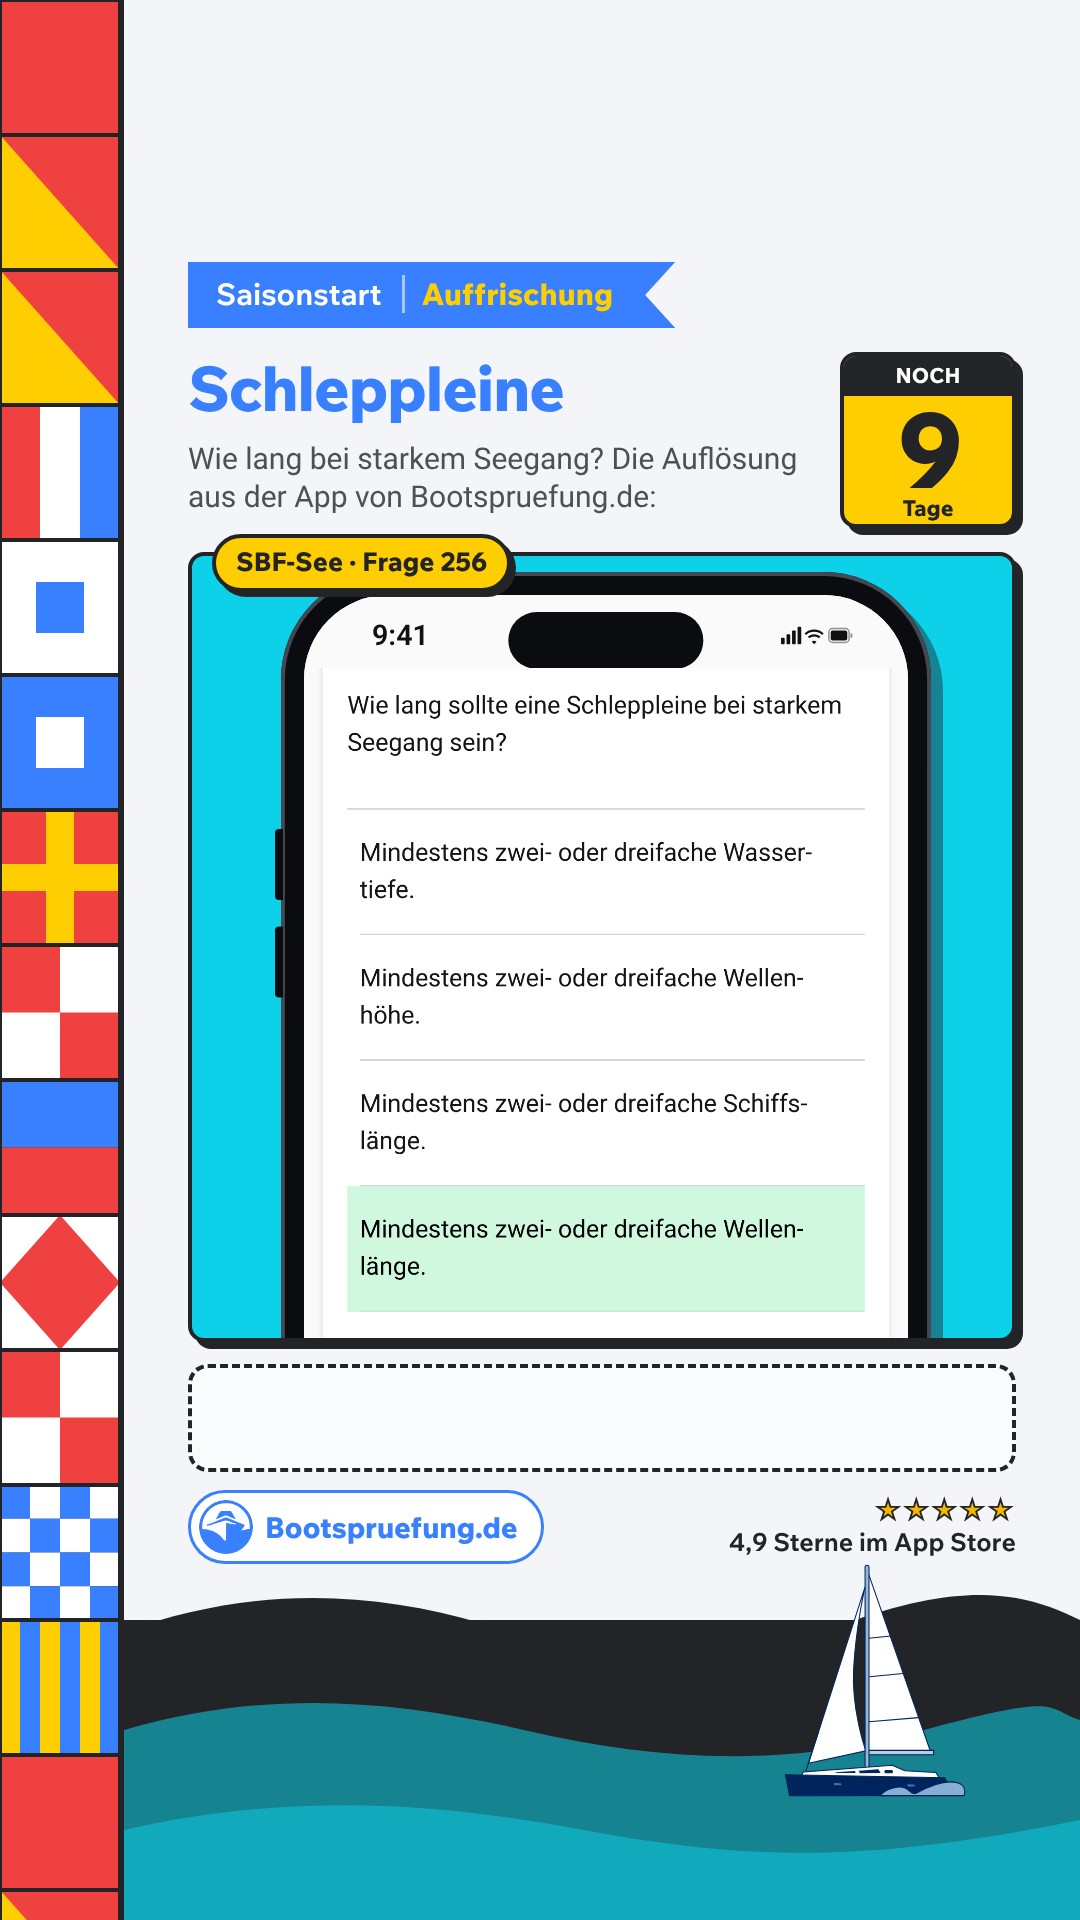 Saisonstart | Auffrischung
Schleppleine
Wie lang bei starkem Seegang? Die Auflösung
aus der App von Bootspruefung.de:
NOCH
9
Tage
SBF-See · Frage 256
9:41
Wie lang sollte eine Schleppleine bei starkem
Seegang sein?
Mindestens zwei- oder dreifache Wasser-
tiefe.
Mindestens zwei- oder dreifache Wellen-
höhe.
Mindestens zwei- oder dreifache Schiffs-
länge.
Mindestens zwei- oder dreifache Wellen-
länge.
Bootspruefung.de
4,9 Sterne im App Store